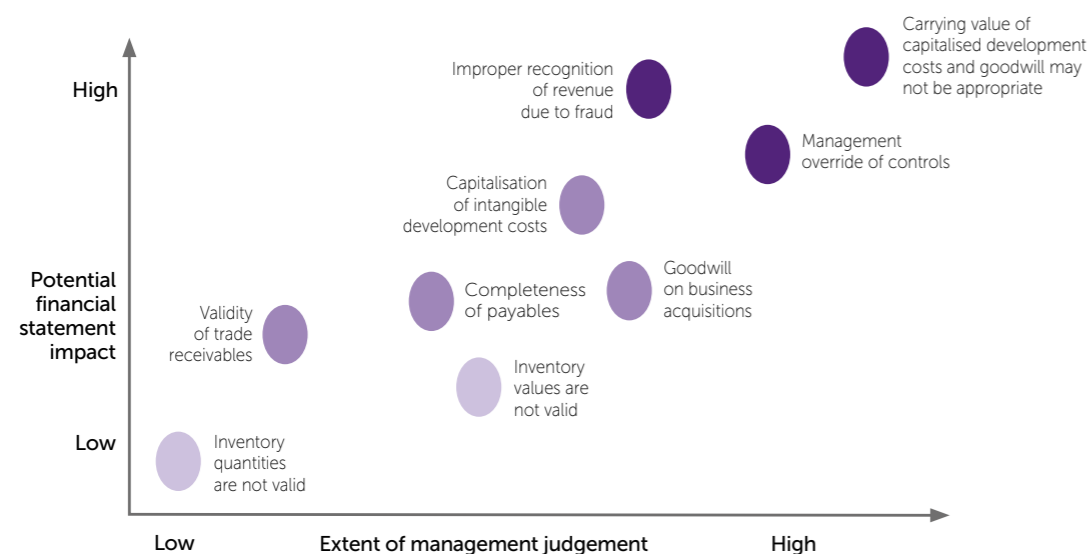 Carrying value of
capitalised development
costs and goodwill may
not be appropriate
Improper recognition
of revenue
due to fraud
High
Management
override of controls
Capitalisation
of intangible
development costs
Potential
financial
statement
impact
Goodwill
on business
acquisitions
Completeness
of payables
Validity
of trade
receivables
Inventory
values are
not valid
Low
Inventory
quantities
are not valid
Low
Extent of management judgement
High